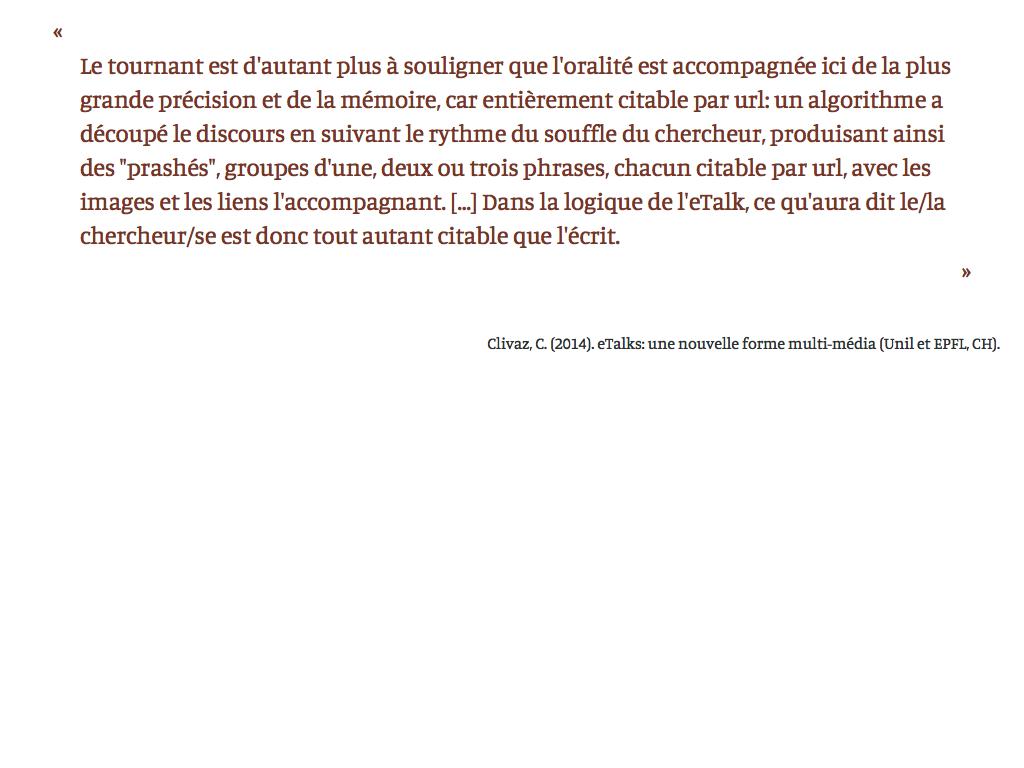 «
Le tournant est d'autant plus à souligner que l'oralité est accompagnée ici de la plus
grande précision et de la mémoire, car entièrement citable par url: un algorithme a
découpé le discours en suivant le rythme du souffle du chercheur, produisant ainsi
des "prashés", groupes d'une, deux ou trois phrases, chacun citable par url, avec les
images et les liens l'accompagnant. [...] Dans la logique de l'eTalk, ce qu'aura dit le/la
chercheur/se est donc tout autant citable que l'écrit.
»
Clivaz, C. (2014). eTalks: une nouvelle forme multi-média (Unil et EPFL, CH).